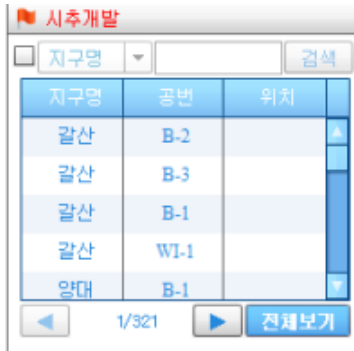 시추개발
지구명 검색
지구명 공번 위치
갈산 B-2
갈산 B-3
갈산 B-1
갈산 WI-1
양대 B-1
1/321 전체보기